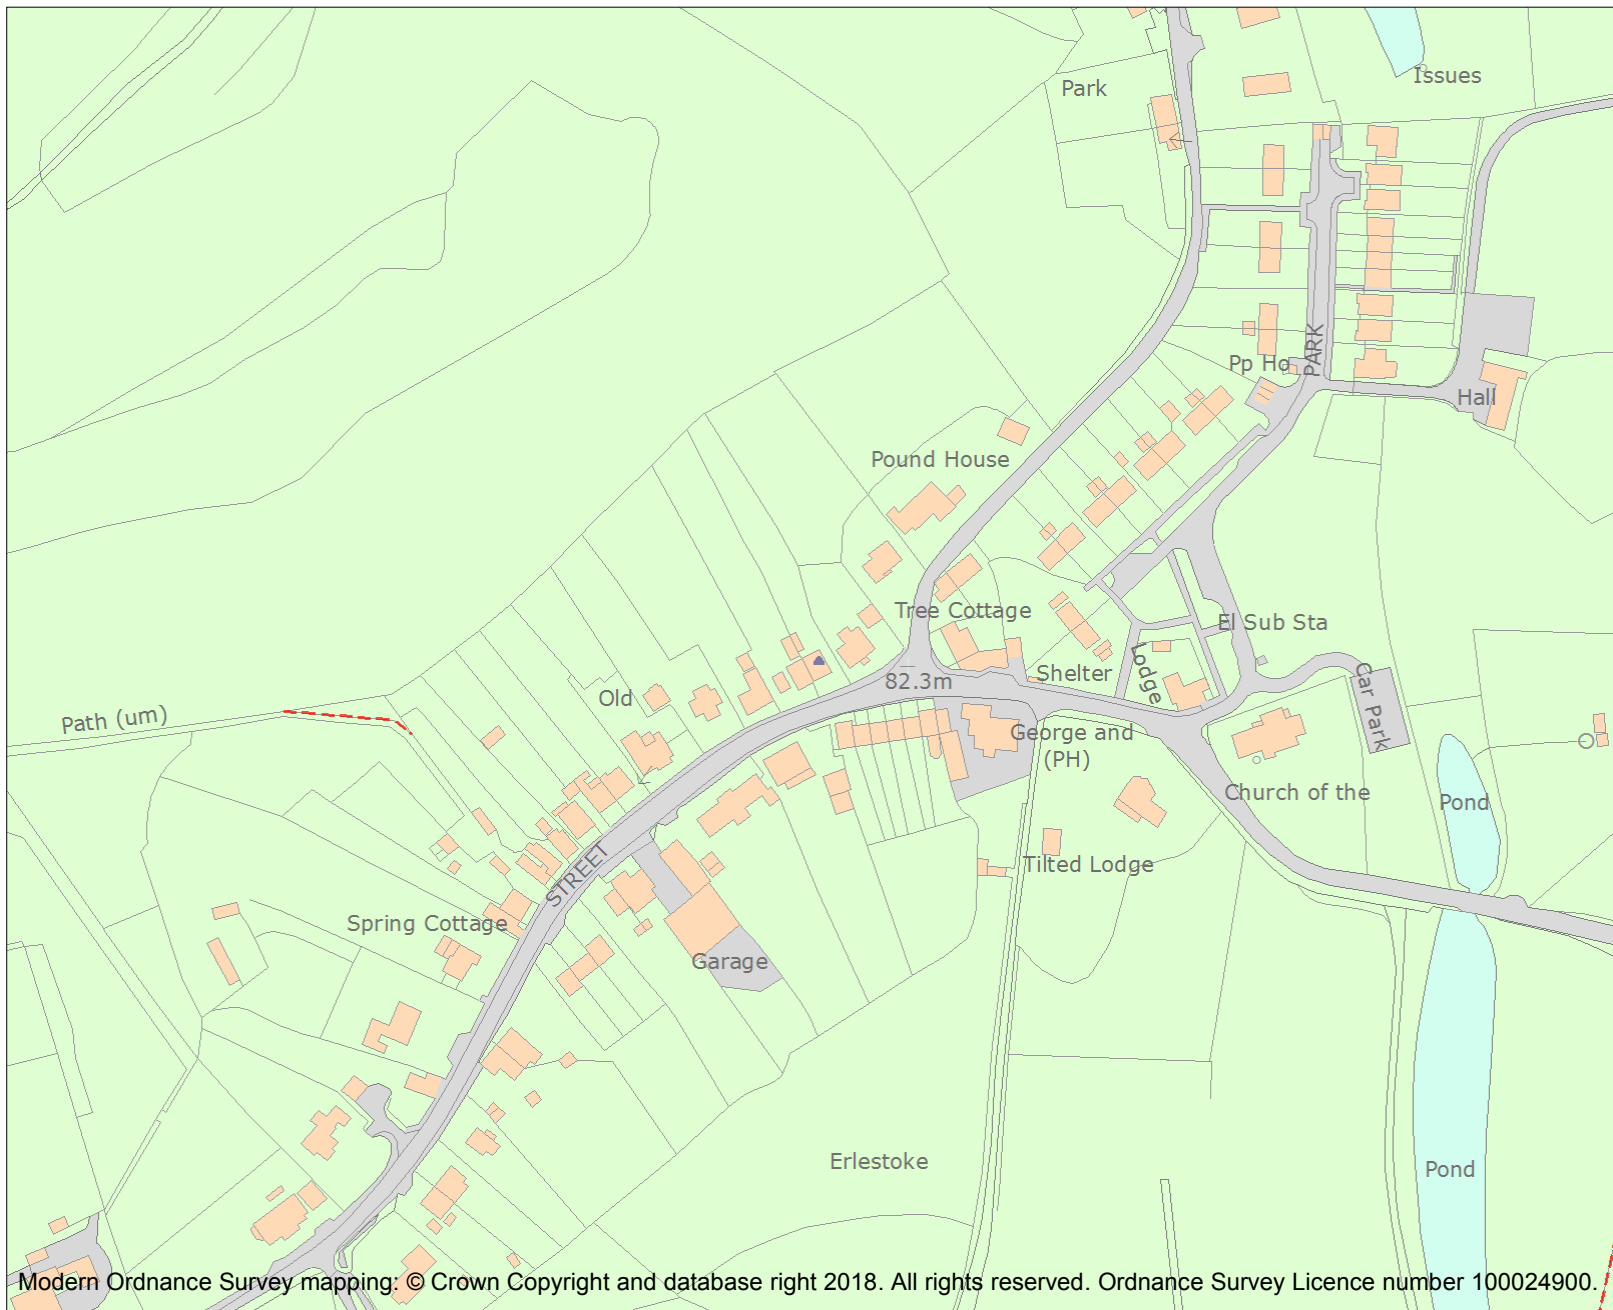 Issues
Park
PARK
Pp Ho
Hall
Pound House
Tree Cottage
El Sub Sta
Shelter
Lodge
82.3m
Old
Car Park
Path (um)
George and
(PH)
Church of the
Pond
Tilted Lodge
STREET
Spring Cottage
Garage
Erlestoke
Pond
Modern Ordnance Survey mapping: © Crown Copyright and database right 2018. All rights reserved. Ordnance Survey Licence number 100024900.